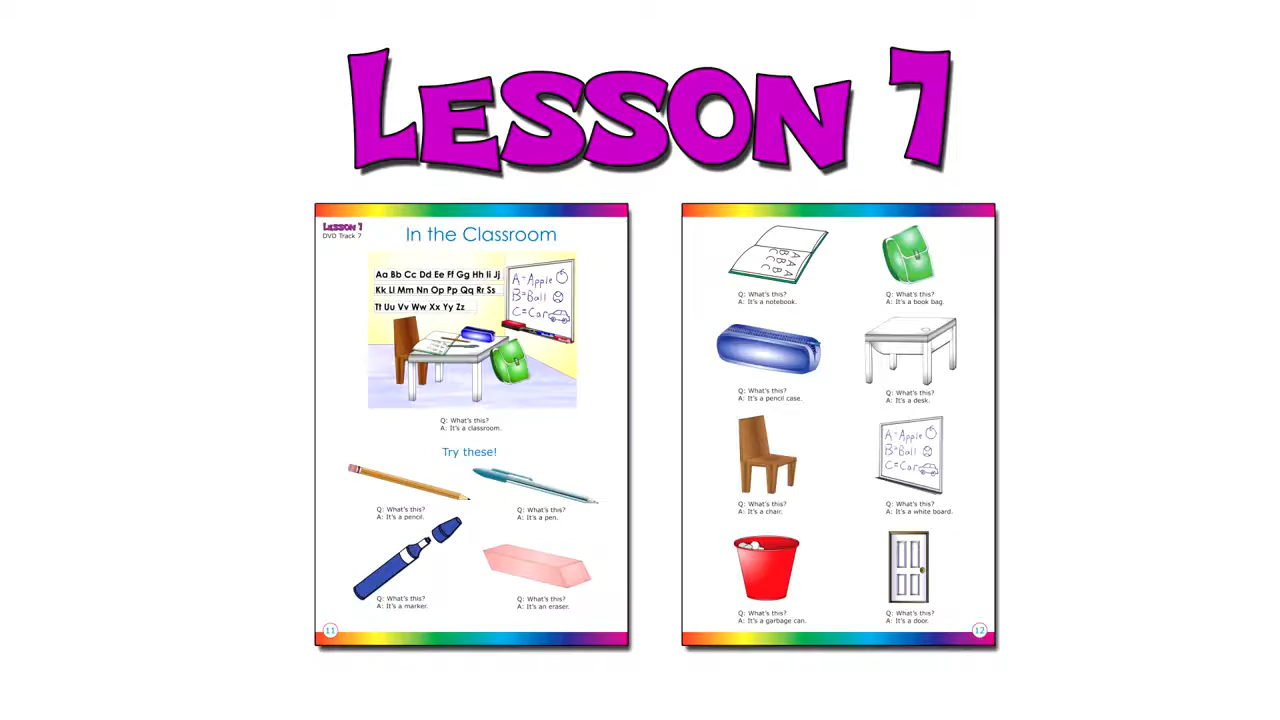 LESSON 7
LESSON 7
DVD Track 7
In the Classroom
Aa Bb Cc Dd Ee Ff Gg Hh Ii Jj
Kk Ll Mm Nn Oo Pp Qq Rr Ss
Tt Uu Vv Ww Xx Yy Zz
A=Apple
B=Ball
C=Car
Q: What's this?
A: It's a classroom.
Try these!
Q: What's this?
A: It's a pencil.
Q: What's this?
A: It's a pen.
Q: What's this?
A: It's a marker.
Q: What's this?
A: It's an eraser.
11
Q: What's this?
A: It's a notebook.
Q: What's this?
A: It's a book bag.
Q: What's this?
A: It's a pencil case.
Q: What's this?
A: It's a desk.
A=Apple
B=Ball
C=Car
Q: What's this?
A: It's a chair.
Q: What's this?
A: It's a white board.
Q: What's this?
A: It's a garbage can.
Q: What's this?
A: It's a door.
12